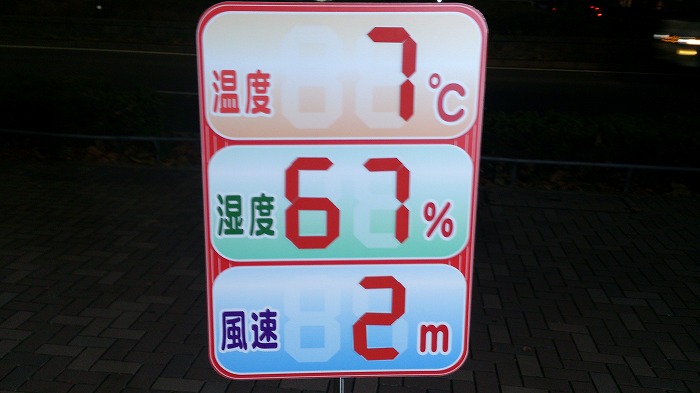 温度 7 ℃
湿度 67 %
風速 2 m